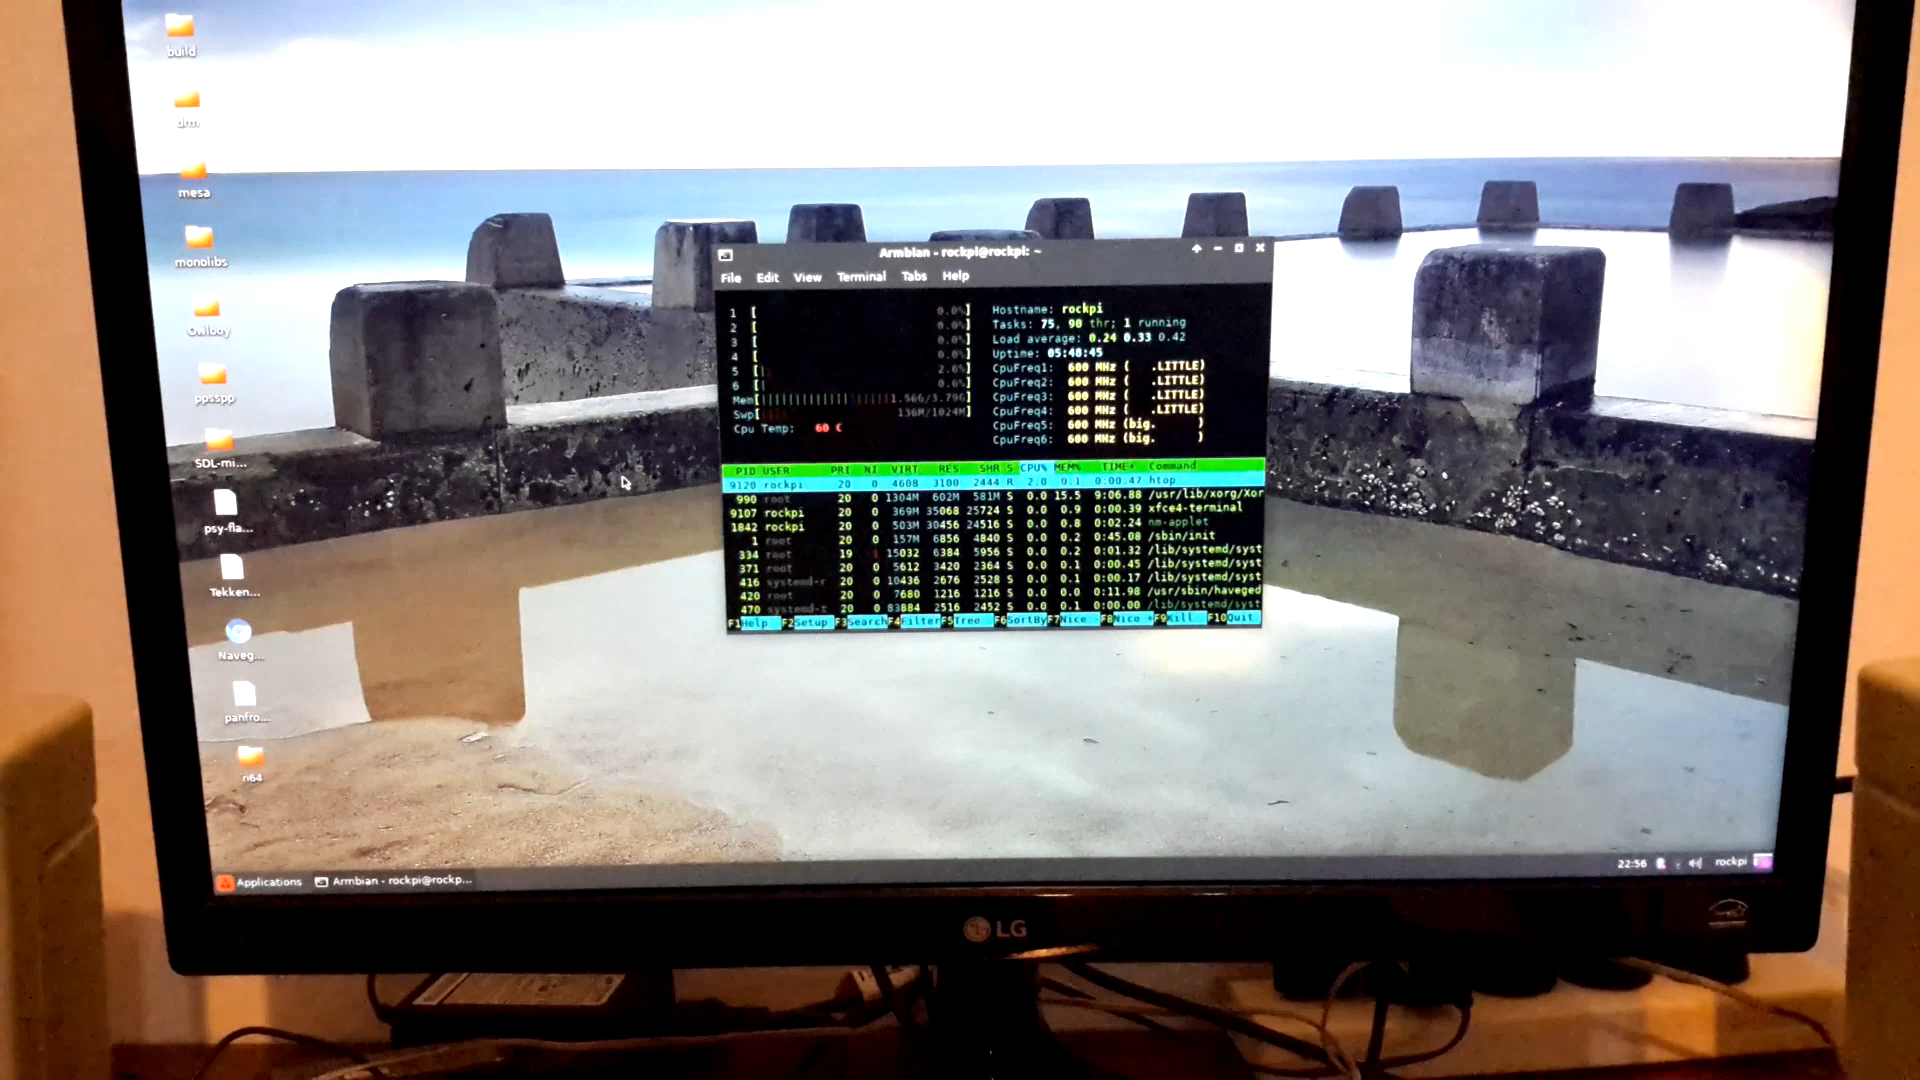 build
drm
mesa
monolibs
Owlboy
ppsspp
SDL-mi...
psy-fla...
Tekken...
Naveg...
panfro...
Armbian - rockpi@rockpi: ~
File Edit View Terminal Tabs Help
1 [ 0.0%]
2 [ 0.0%]
3 [ 0.0%]
4 [ 0.0%]
5 [ 2.6%]
6 [ 0.6%]
Mem[ 1.56G/3.79G]
Swp[ 136M/1024M]
Cpu Temp: 60 C
Hostname: rockpi
Tasks: 75, 90 thr; 1 running
Load average: 0.24 0.33 0.42
Uptime: 05:48:45
CpuFreq1: 600 MHz ( .LITTLE)
CpuFreq2: 600 MHz ( .LITTLE)
CpuFreq3: 600 MHz ( .LITTLE)
CpuFreq4: 600 MHz ( .LITTLE)
CpuFreq5: 600 MHz (big. )
CpuFreq6: 600 MHz (big. )
PID USER PRI NI VIRT RES SHR S CPU% MEM% TIME+ Command
9120 rockpi 20 0 4608 3100 2444 R 2.0 0.1 0:00.47 htop
990 root 20 0 1304M 602M 581M S 0.0 15.5 9:06.88 /usr/lib/xorg/Xor
9107 rockpi 20 0 369M 35068 25724 S 0.0 0.9 0:00.39 xfce4-terminal
1842 rockpi 20 0 503M 30456 24516 S 0.0 0.8 0:02.24 nm-applet
1 root 20 0 157M 6856 4840 S 0.0 0.2 0:45.08 /sbin/init
334 root 19 -1 15032 6384 5956 S 0.0 0.2 0:01.32 /lib/systemd/syst
371 root 20 0 5612 3420 2364 S 0.0 0.1 0:00.45 /lib/systemd/syst
416 systemd-r 20 0 10436 2676 2528 S 0.0 0.1 0:00.17 /lib/systemd/syst
420 root 20 0 7680 1216 1216 S 0.0 0.0 0:11.98 /usr/sbin/haveged
470 systemd-t 20 0 83884 2516 2452 S 0.0 0.1 0:00.00 /lib/systemd/syst
F1Help F2Setup F3SearchF4FilterF5Tree F6SortByF7Nice -F8Nice +F9Kill F10Quit
Applications Armbian - rockpi@rockp...
22:56 rockpi
LG